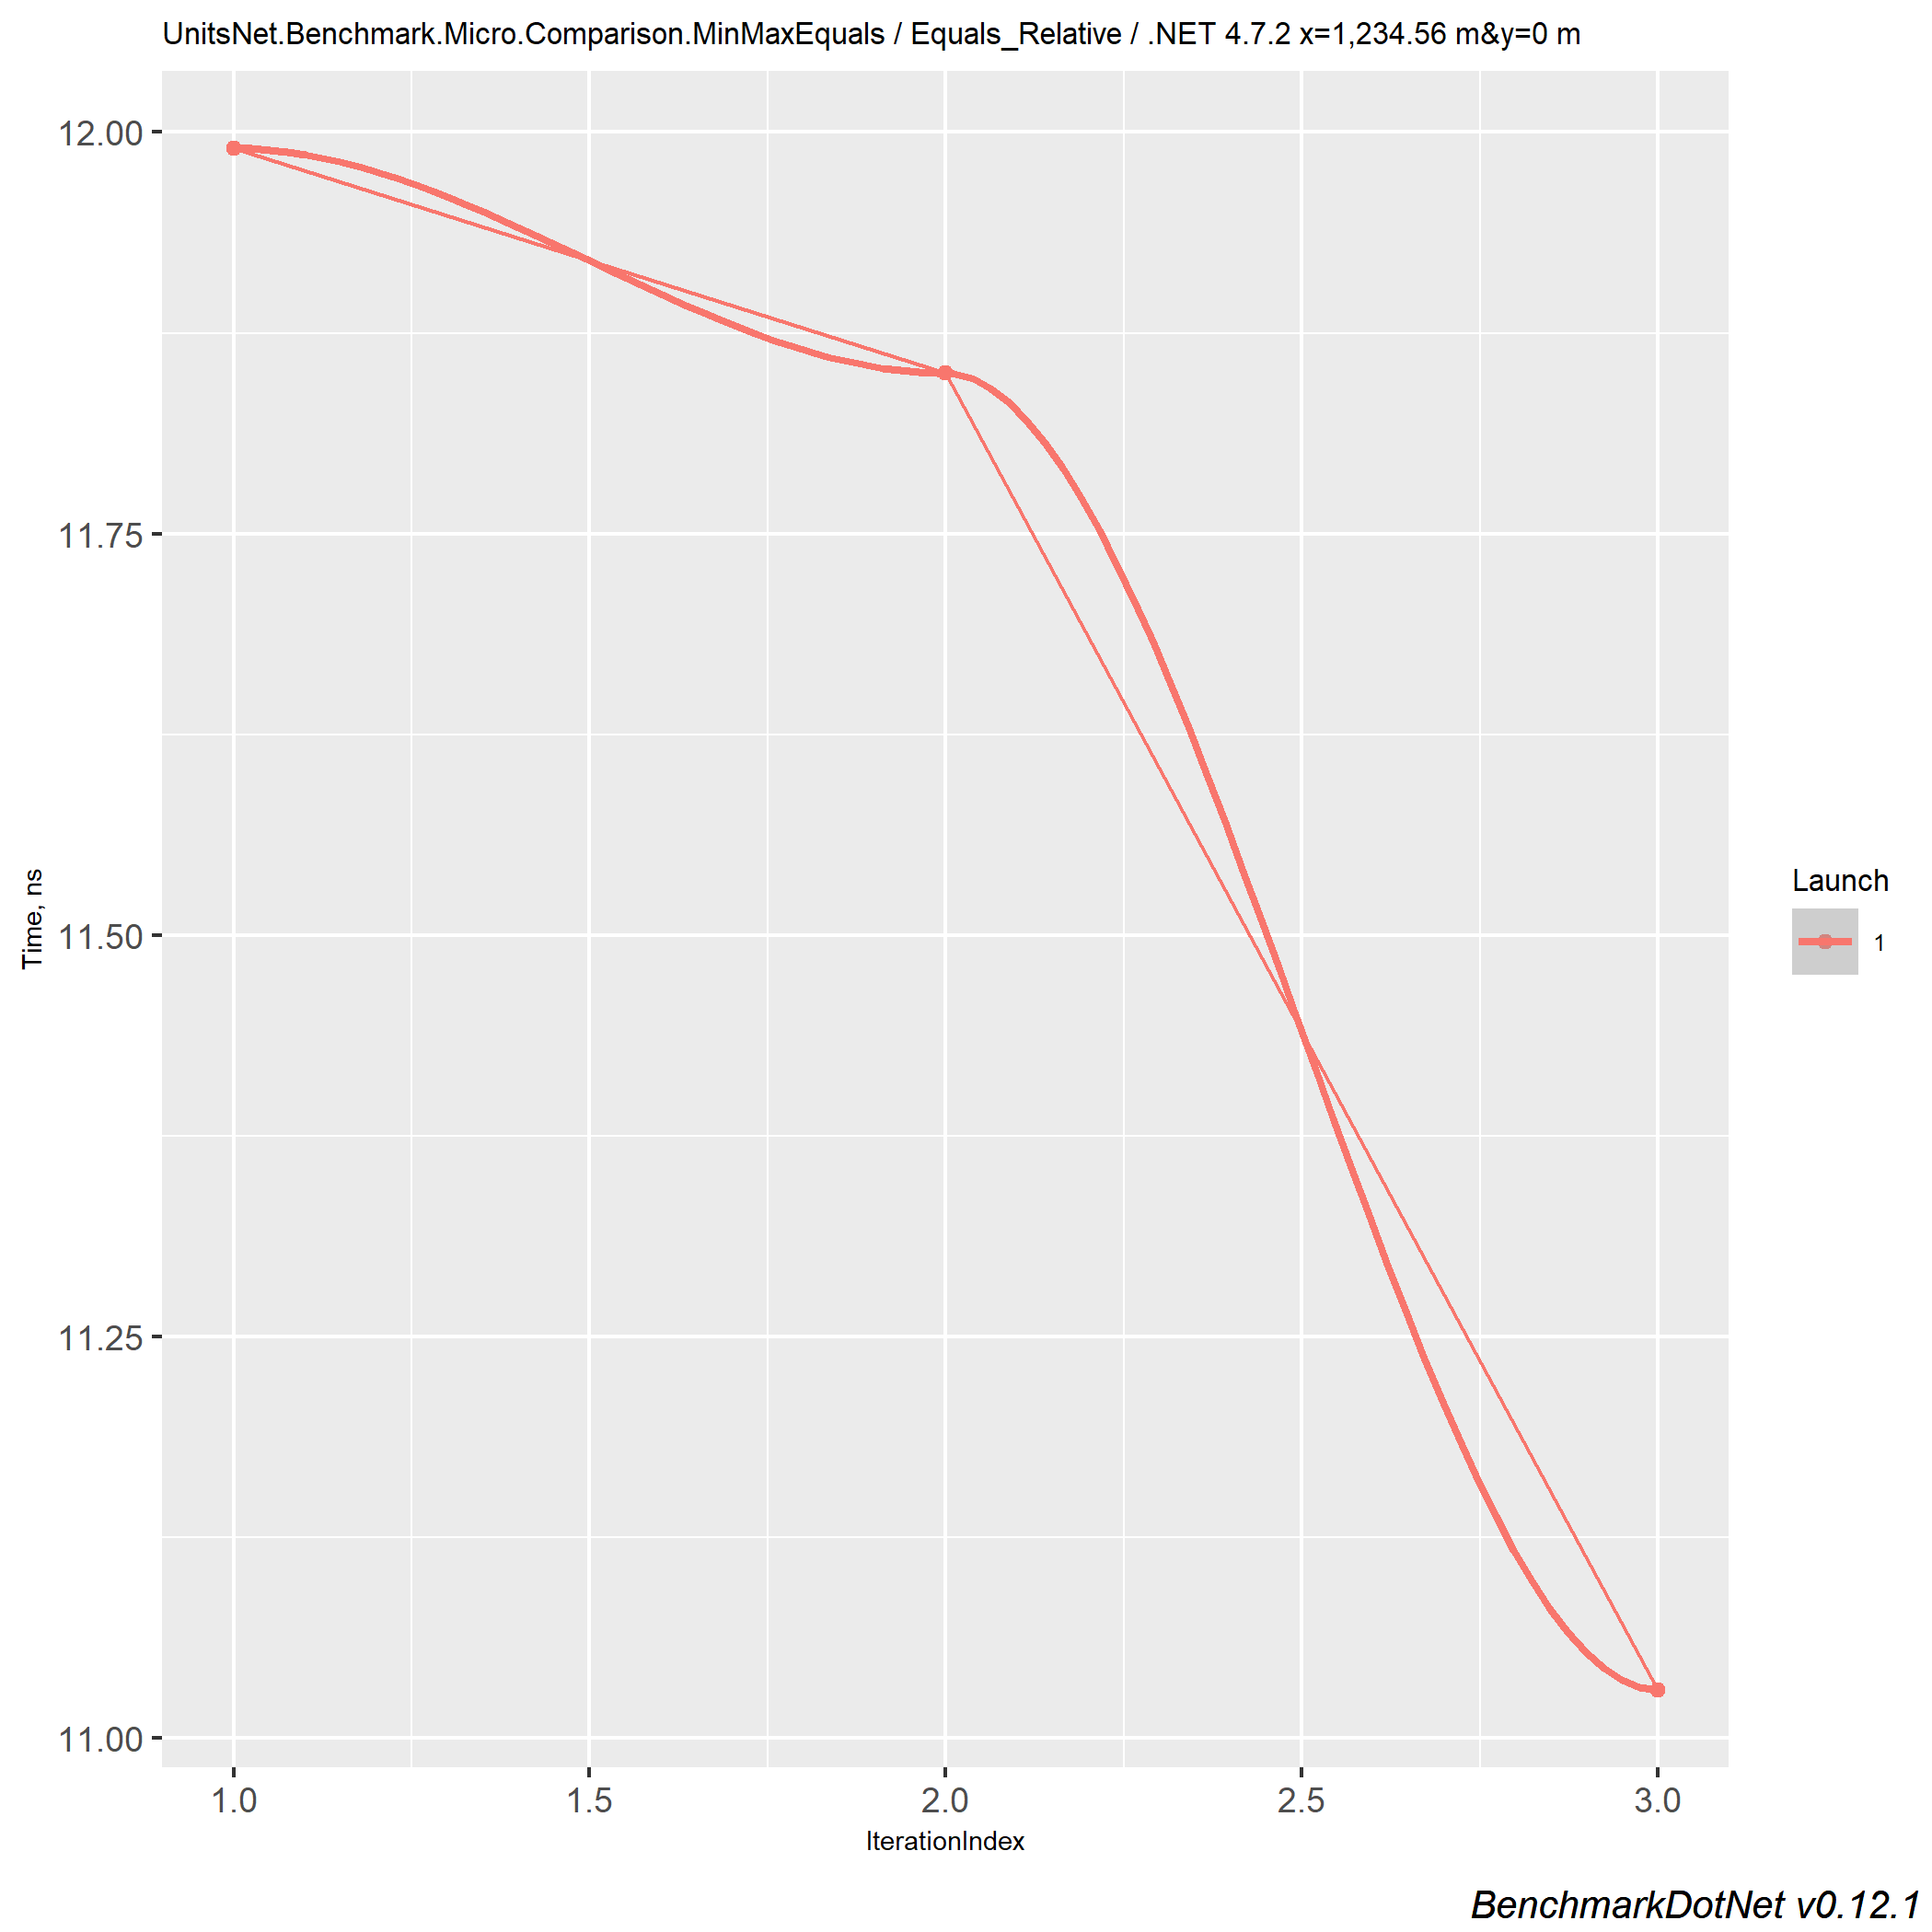 UnitsNet.Benchmark.Micro.Comparison.MinMaxEquals / Equals_Relative / .NET 4.7.2 x=1,234.56 m&y=0 m
12.00
11.75
11.50
11.25
11.00
Time, ns
1.0
1.5
2.0
2.5
3.0
IterationIndex
Launch
1
BenchmarkDotNet v0.12.1